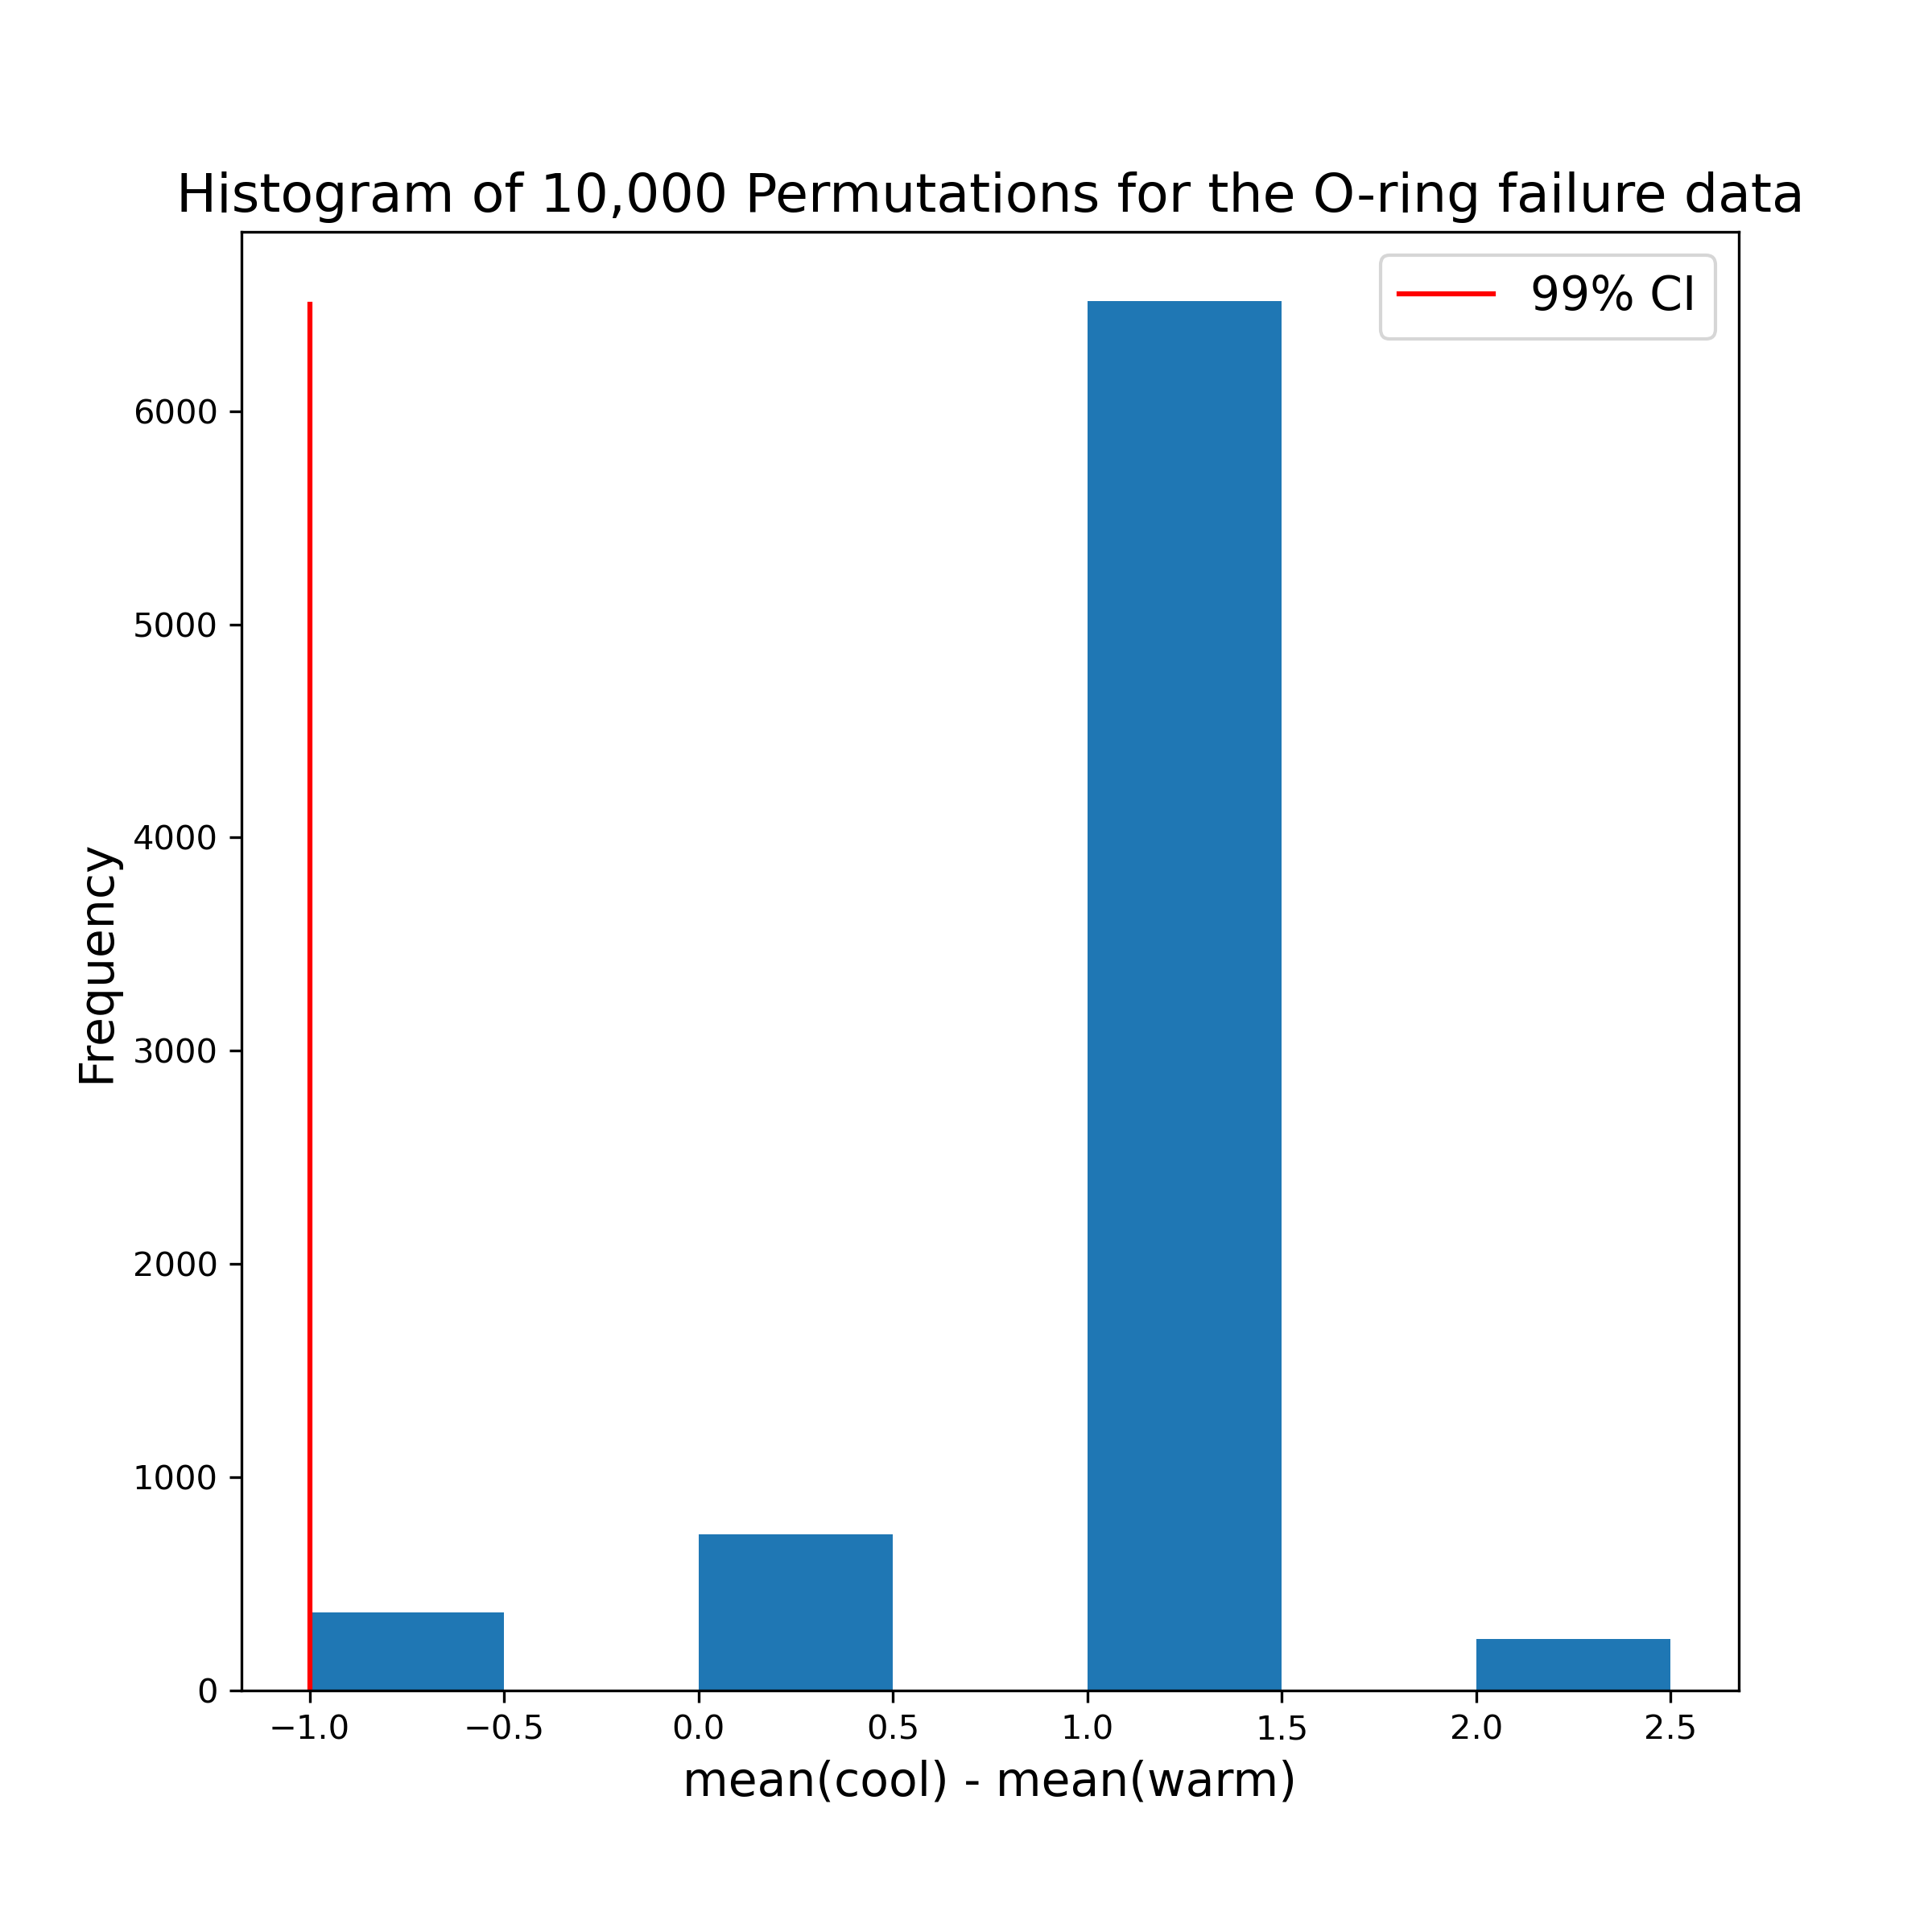 Histogram of 10,000 Permutations for the O-ring failure data
99% CI
Frequency
6000
5000
4000
3000
2000
1000
0
−1.0 −0.5 0.0 0.5 1.0 1.5 2.0 2.5
mean(cool) - mean(warm)